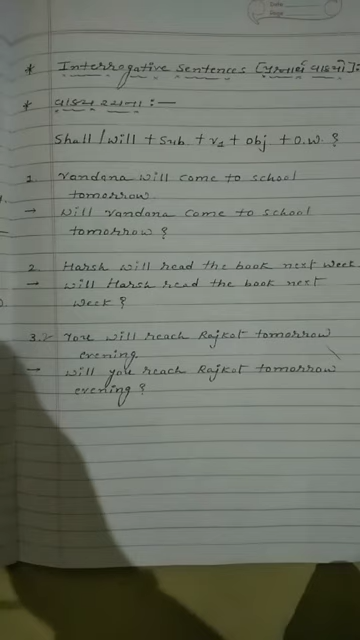 * Interrogative Sentences [પ્રશ્નાર્થ વાક્યો]:
* વાક્ય રચના :—
Shall / will + Sub. + V1 + obj + O.W. ?
1. Vandana will come to school
tomorrow.
→ Will Vandana come to school
tomorrow ?
2. Harsh will read the book next week
→ Will Harsh read the book next
week ?
3. You will reach Rajkot tomorrow
evening.
→ Will you reach Rajkot tomorrow
evening ?